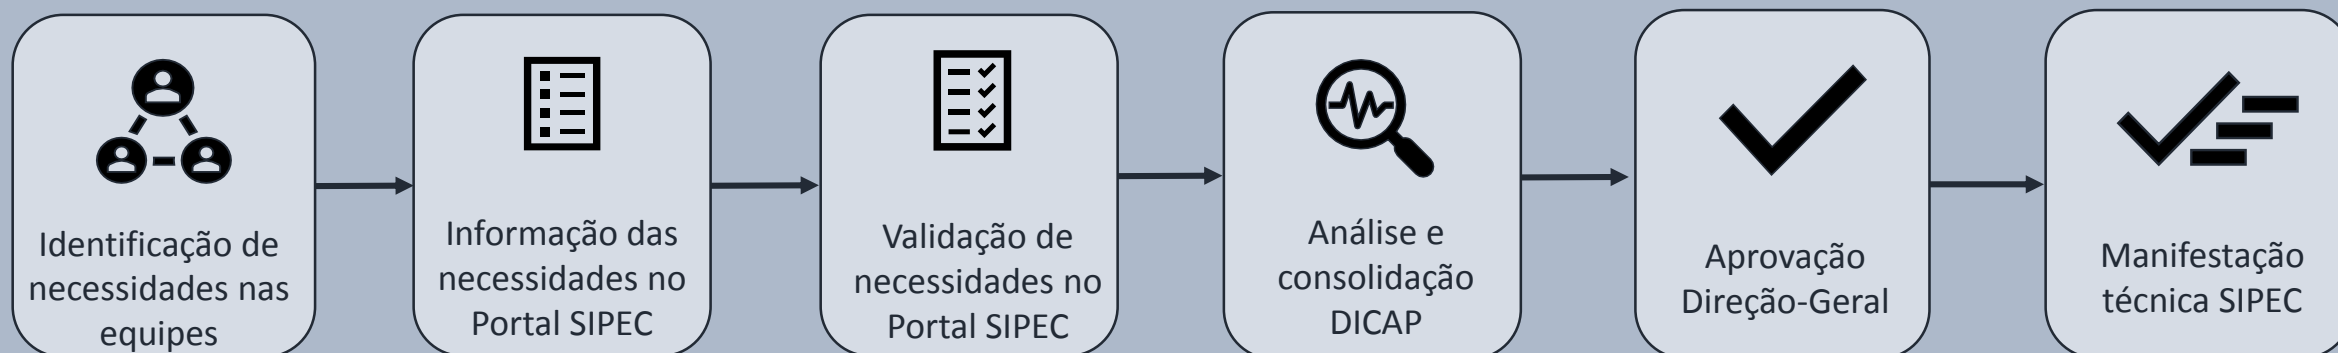 Identificação de
necessidades nas
equipes
Informação das
necessidades no
Portal SIPEC
Validação de
necessidades no
Portal SIPEC
Análise e
consolidação
DICAP
Aprovação
Direção-Geral
Manifestação
técnica SIPEC